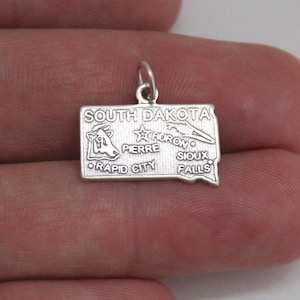 SOUTH DAKOTA
HURON
PIERRE
SIOUX
FALLS
RAPID CITY